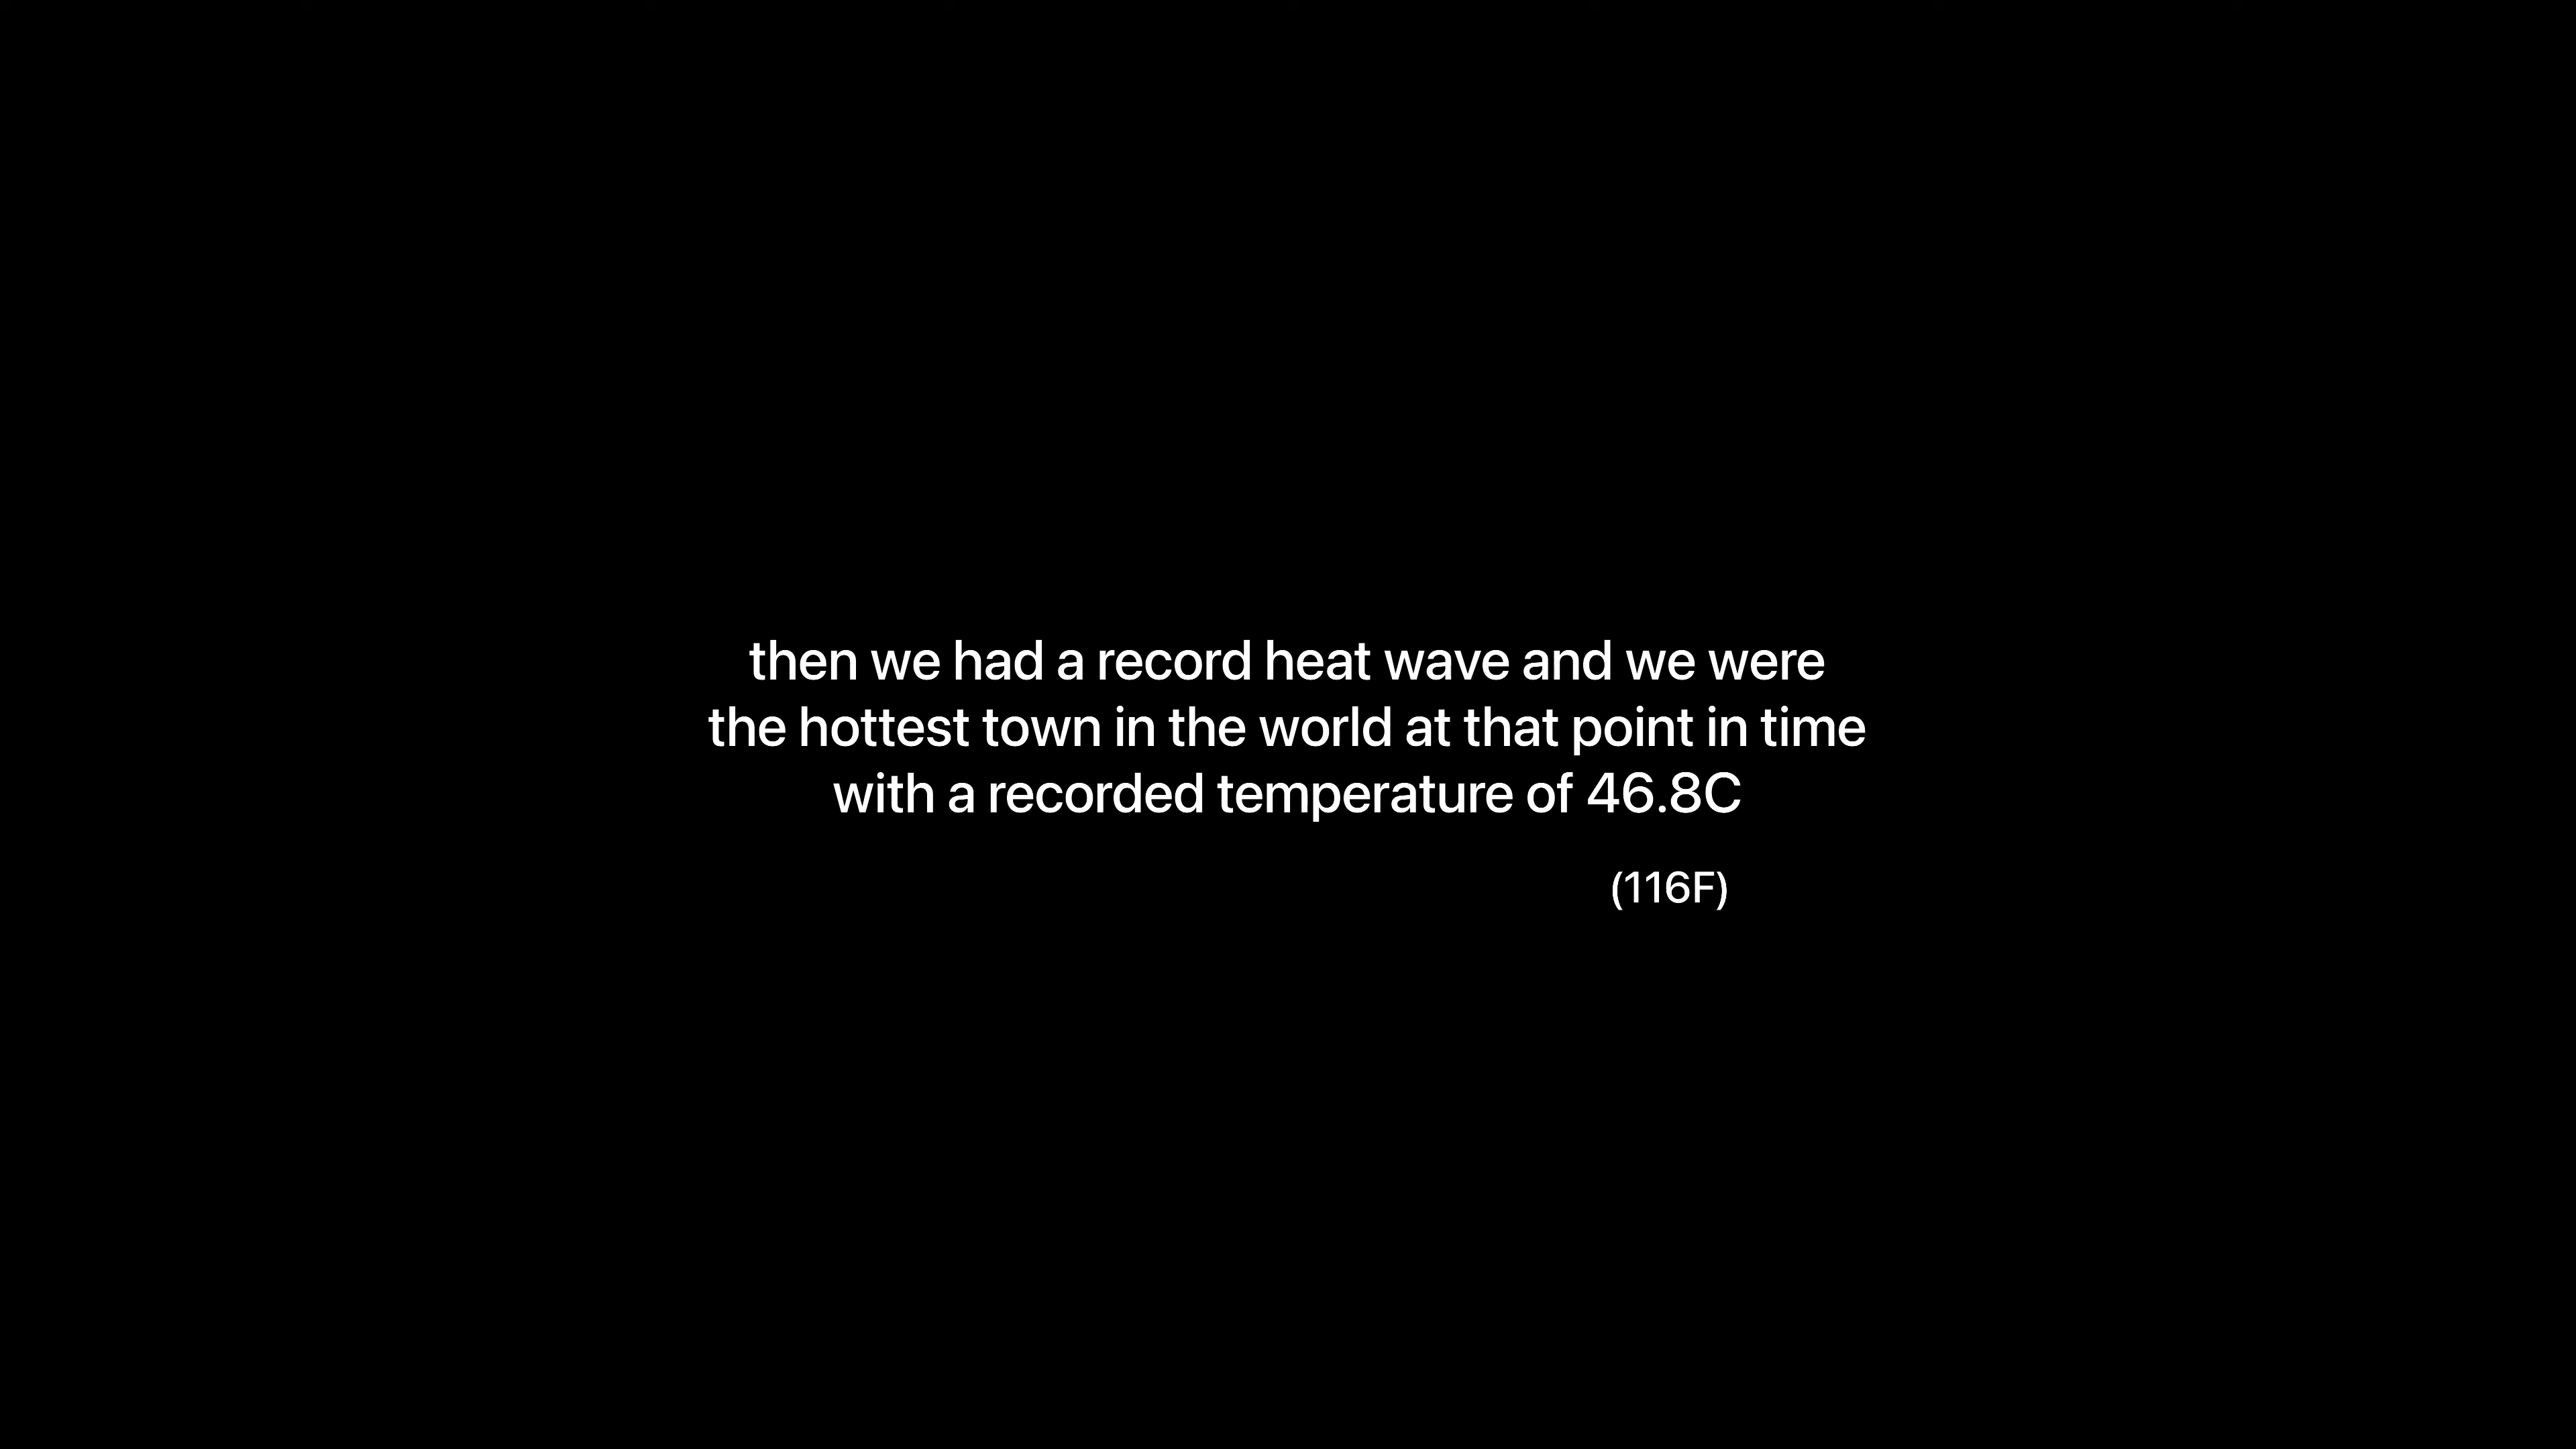 then we had a record heat wave and we were
the hottest town in the world at that point in time
with a recorded temperature of 46.8C
(116F)